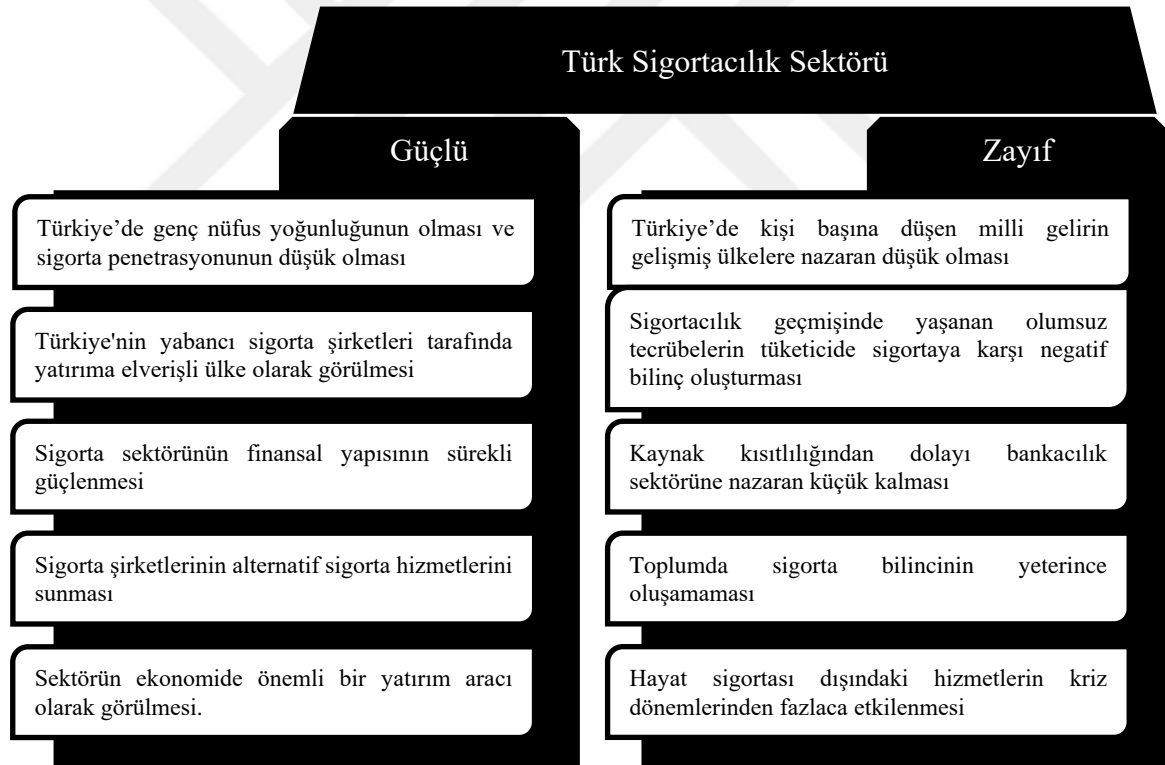 Türk Sigortacılık Sektörü
Güçlü
Türkiye’de genç nüfus yoğunluğunun olması ve
sigorta penetrasyonunun düşük olması
Türkiye'nin yabancı sigorta şirketleri tarafında
yatırıma elverişli ülke olarak görülmesi
Sigorta sektörünün finansal yapısının sürekli
güçlenmesi
Sigorta şirketlerinin alternatif sigorta hizmetlerini
sunması
Sektörün ekonomide önemli bir yatırım aracı
olarak görülmesi.
Zayıf
Türkiye’de kişi başına düşen milli gelirin
gelişmiş ülkelere nazaran düşük olması
Sigortacılık geçmişinde yaşanan olumsuz
tecrübelerin tüketicide sigortaya karşı negatif
bilinç oluşturması
Kaynak kısıtlılığından dolayı bankacılık
sektörüne nazaran küçük kalması
Toplumda sigorta bilincinin yeterince
oluşamaması
Hayat sigortası dışındaki hizmetlerin kriz
dönemlerinden fazlaca etkilenmesi